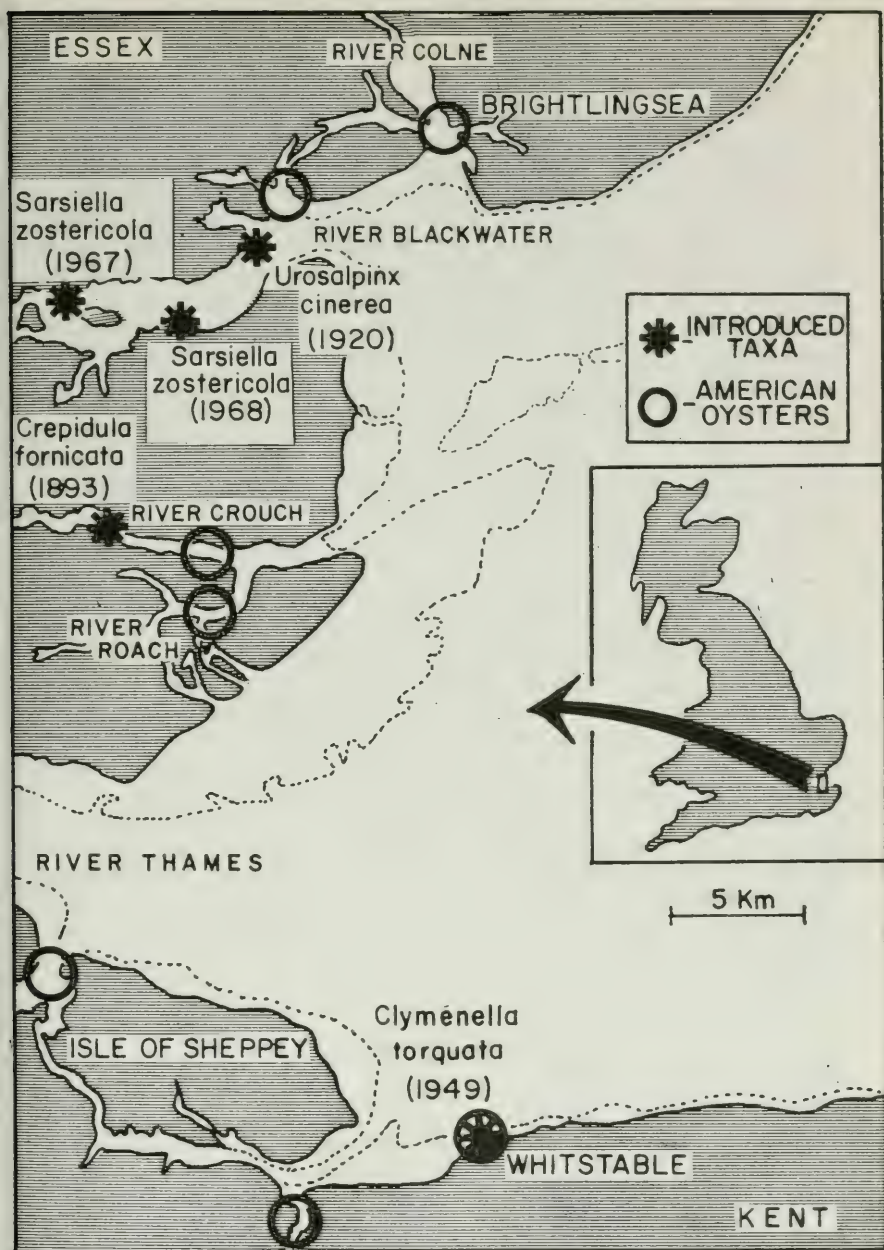 ESSEX
RIVER COLNE
BRIGHTLINGSEA
Sarsiella
zostericola
(1967)
RIVER BLACKWATER
Urosalpinx
cinerea
(1920)
Sarsiella
zostericola
(1968)
INTRODUCED
TAXA
AMERICAN
OYSTERS
Crepidula
fornicata
(1893)
RIVER CROUCH
RIVER
ROACH
RIVER THAMES
5 Km
Clyménella
torquata
(1949)
ISLE OF SHEPPEY
WHITSTABLE
KENT